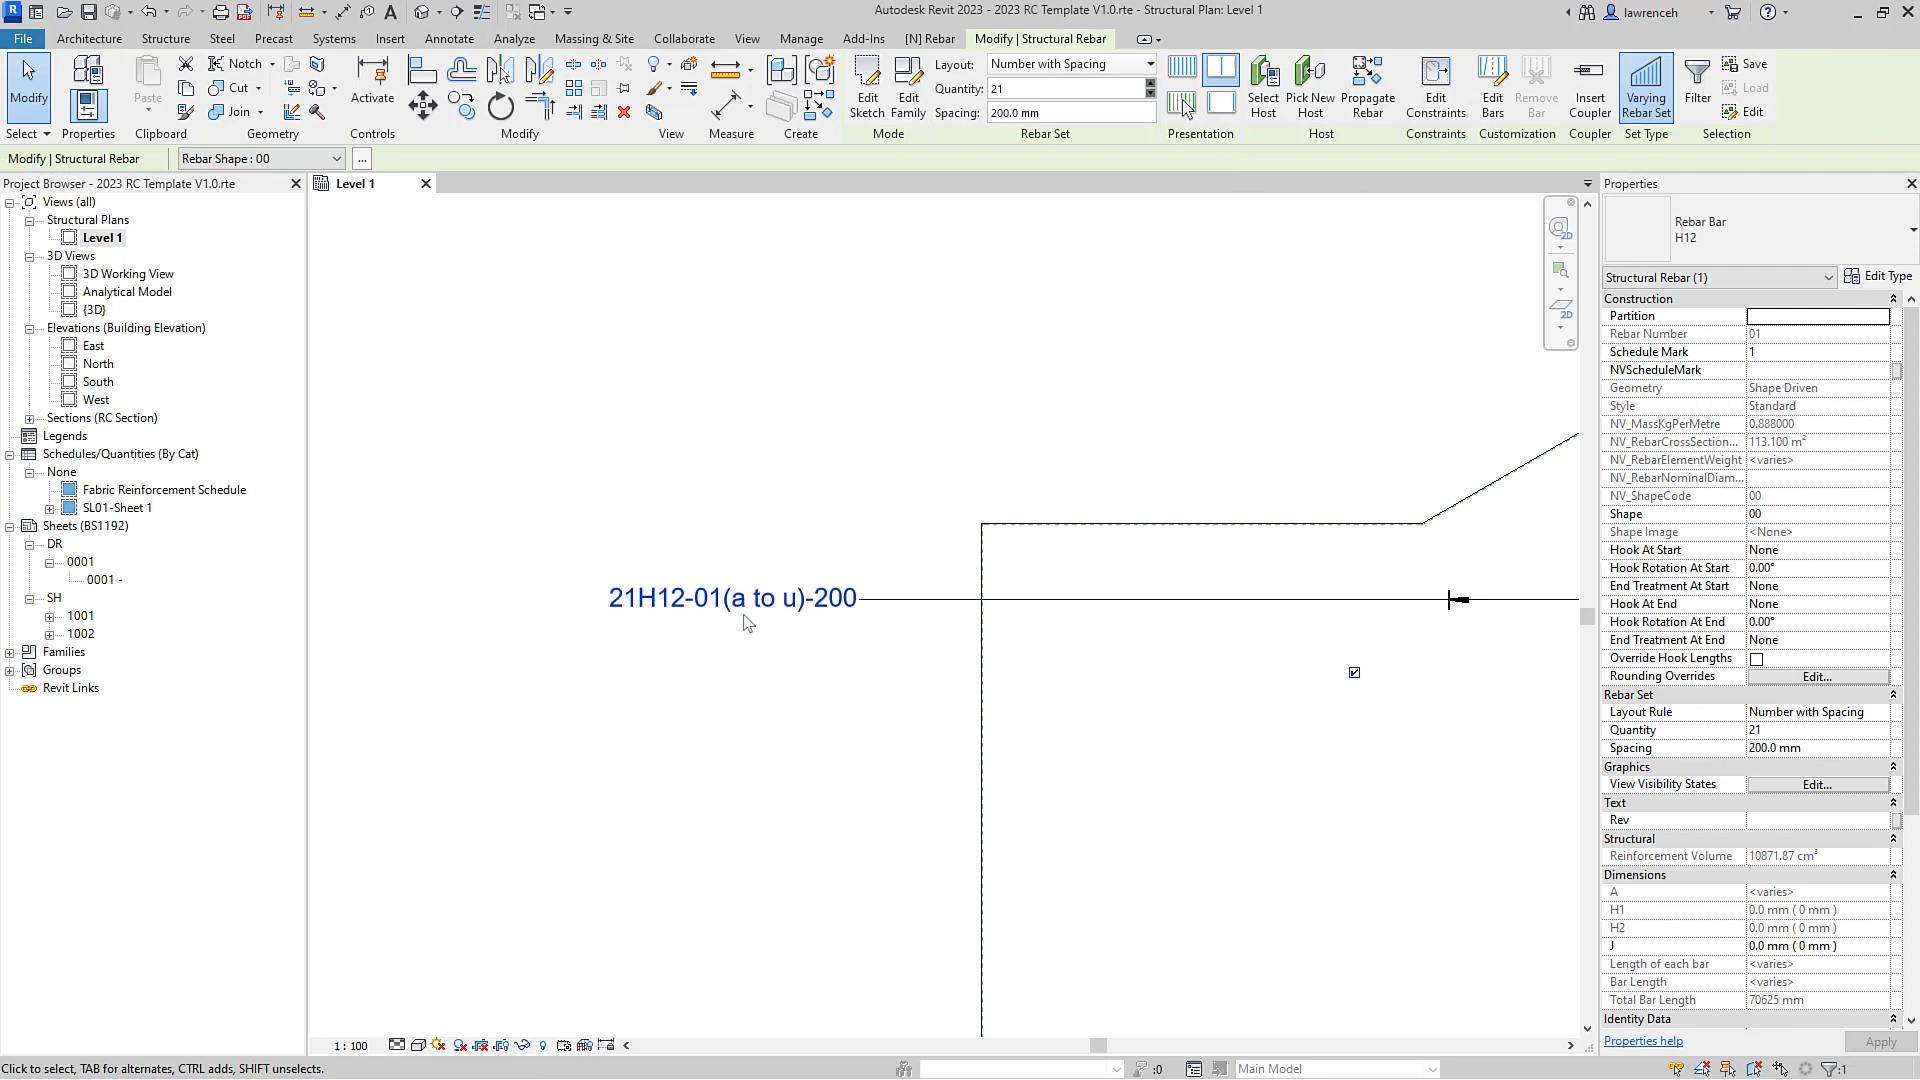 Autodesk Revit 2023 - 2023 RC Template V1.0.rte - Structural Plan: Level 1
lawrenceh
File Architecture Structure Steel Precast Systems Insert Annotate Analyze Massing & Site Collaborate View Manage Add-Ins [N] Rebar Modify | Structural Rebar
Modify
Select
Properties
Paste
Clipboard
Notch
Cut
Join
Geometry
Activate
Controls
Modify
View
Measure
Create
Edit Sketch
Edit Family
Mode
Layout: Number with Spacing
Quantity: 21
Spacing: 200.0 mm
Rebar Set
Presentation
Select Host
Pick New Host
Propagate Rebar
Host
Edit Constraints
Constraints
Edit Bars
Remove Bar
Customization
Insert Coupler
Coupler
Varying Rebar Set
Set Type
Filter
Save
Load
Edit
Selection
Modify | Structural Rebar
Rebar Shape : 00
...
Project Browser - 2023 RC Template V1.0.rte
Views (all)
Structural Plans
Level 1
3D Views
3D Working View
Analytical Model
{3D}
Elevations (Building Elevation)
East
North
South
West
Sections (RC Section)
Legends
Schedules/Quantities (By Cat)
None
Fabric Reinforcement Schedule
SL01-Sheet 1
Sheets (BS1192)
DR
0001
0001 -
SH
1001
1002
Families
Groups
Revit Links
Level 1
21H12-01(a to u)-200
2D
2D
1 : 100
Properties
Rebar Bar
H12
Structural Rebar (1)
Edit Type
Construction
Partition
Rebar Number 01
Schedule Mark 1
NVScheduleMark
Geometry Shape Driven
Style Standard
NV_MassKgPerMetre 0.888000
NV_RebarCrossSection... 113.100 m²
NV_RebarElementWeight <varies>
NV_RebarNominalDiam...
NV_ShapeCode 00
Shape 00
Shape Image <None>
Hook At Start None
Hook Rotation At Start 0.00°
End Treatment At Start None
Hook At End None
Hook Rotation At End 0.00°
End Treatment At End None
Override Hook Lengths
Rounding Overrides Edit...
Rebar Set
Layout Rule Number with Spacing
Quantity 21
Spacing 200.0 mm
Graphics
View Visibility States Edit...
Text
Rev
Structural
Reinforcement Volume 10871.87 cm³
Dimensions
A <varies>
H1 0.0 mm ( 0 mm )
H2 0.0 mm ( 0 mm )
J 0.0 mm ( 0 mm )
Length of each bar <varies>
Bar Length <varies>
Total Bar Length 70625 mm
Identity Data
Properties help
Apply
Click to select, TAB for alternates, CTRL adds, SHIFT unselects.
:0
Main Model
:1